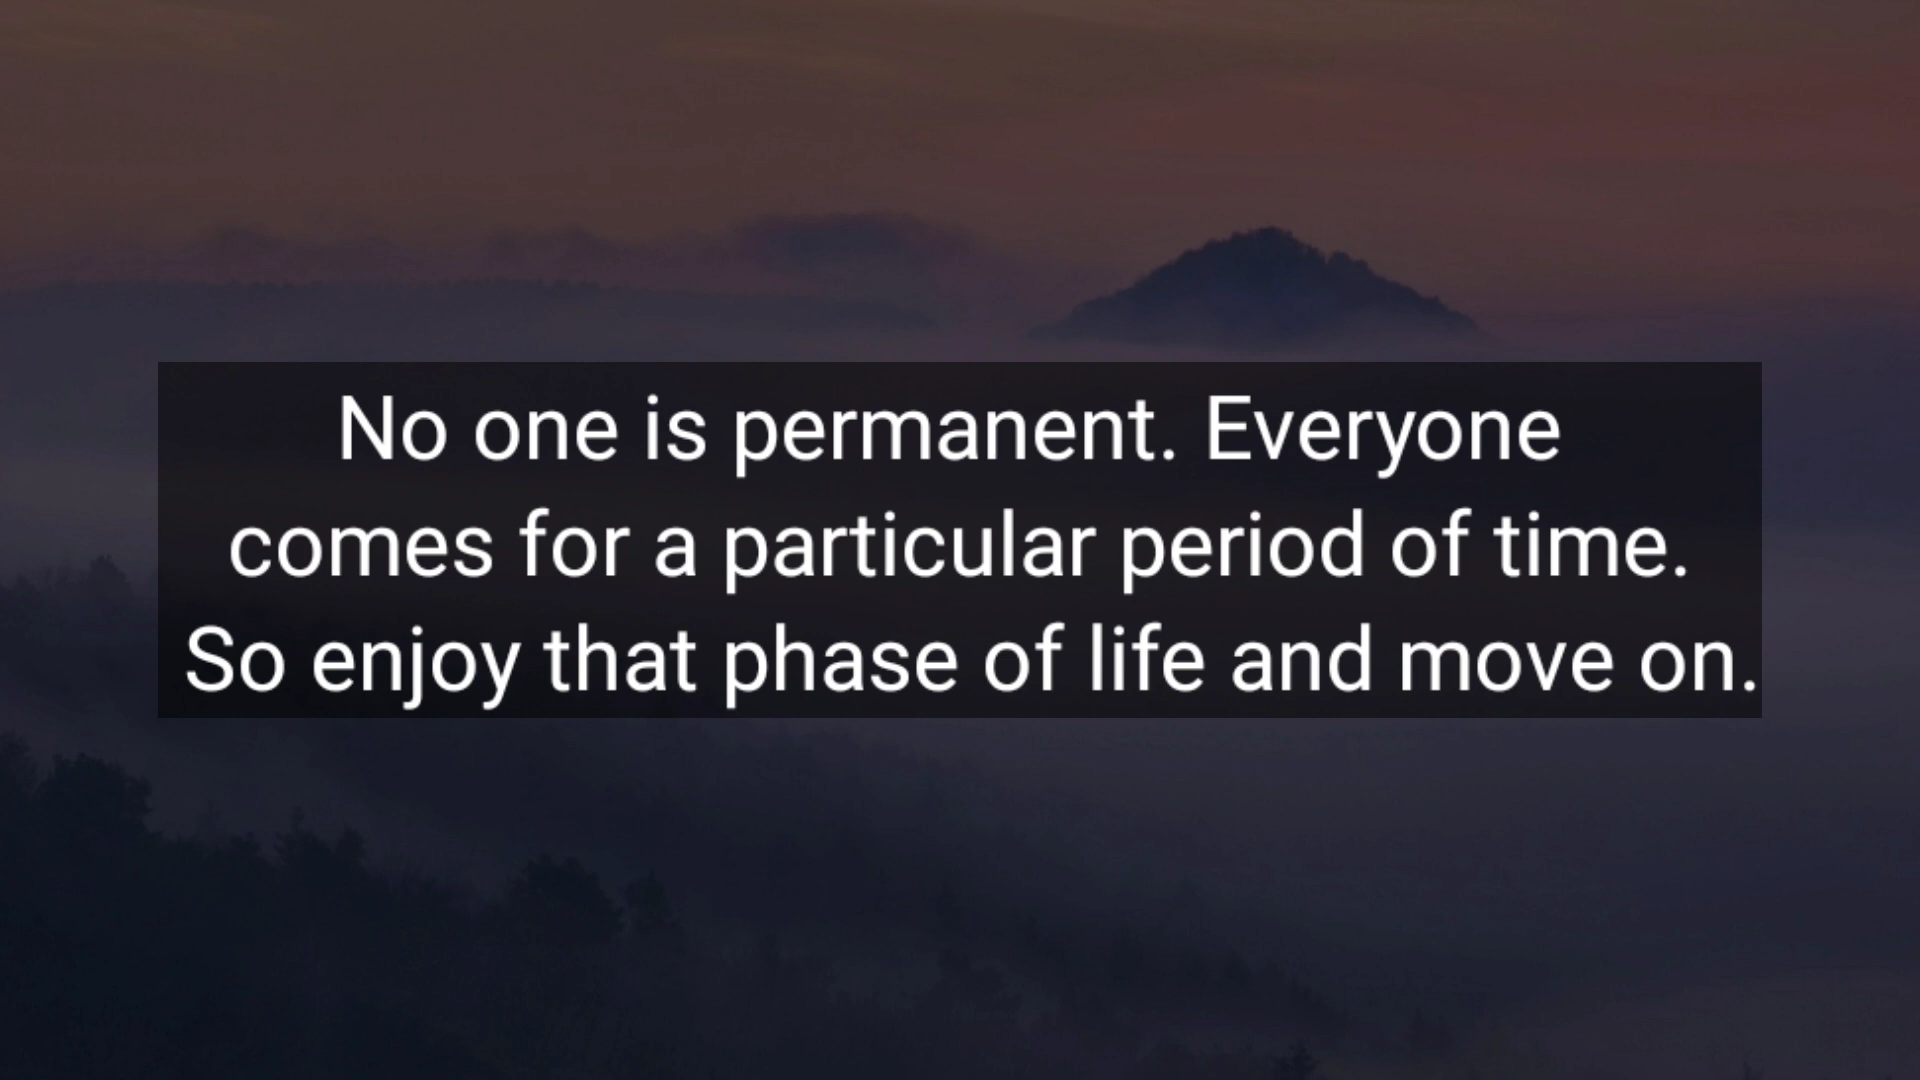 No one is permanent. Everyone
comes for a particular period of time.
So enjoy that phase of life and move on.